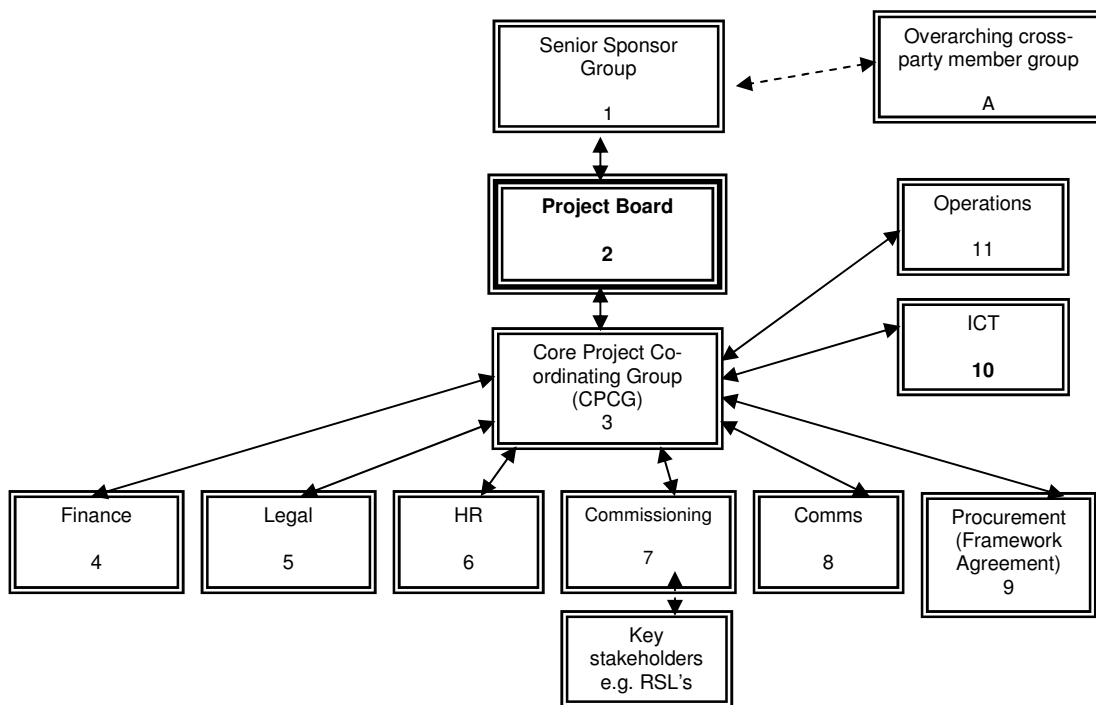 Senior Sponsor
Group
1
Overarching cross-
party member group
A
Project Board
2
Operations
11
ICT
10
Core Project Co-
ordinating Group
(CPCG)
3
Finance
4
Legal
5
HR
6
Commissioning
7
Comms
8
Procurement
(Framework
Agreement)
9
Key
stakeholders
e.g. RSL's